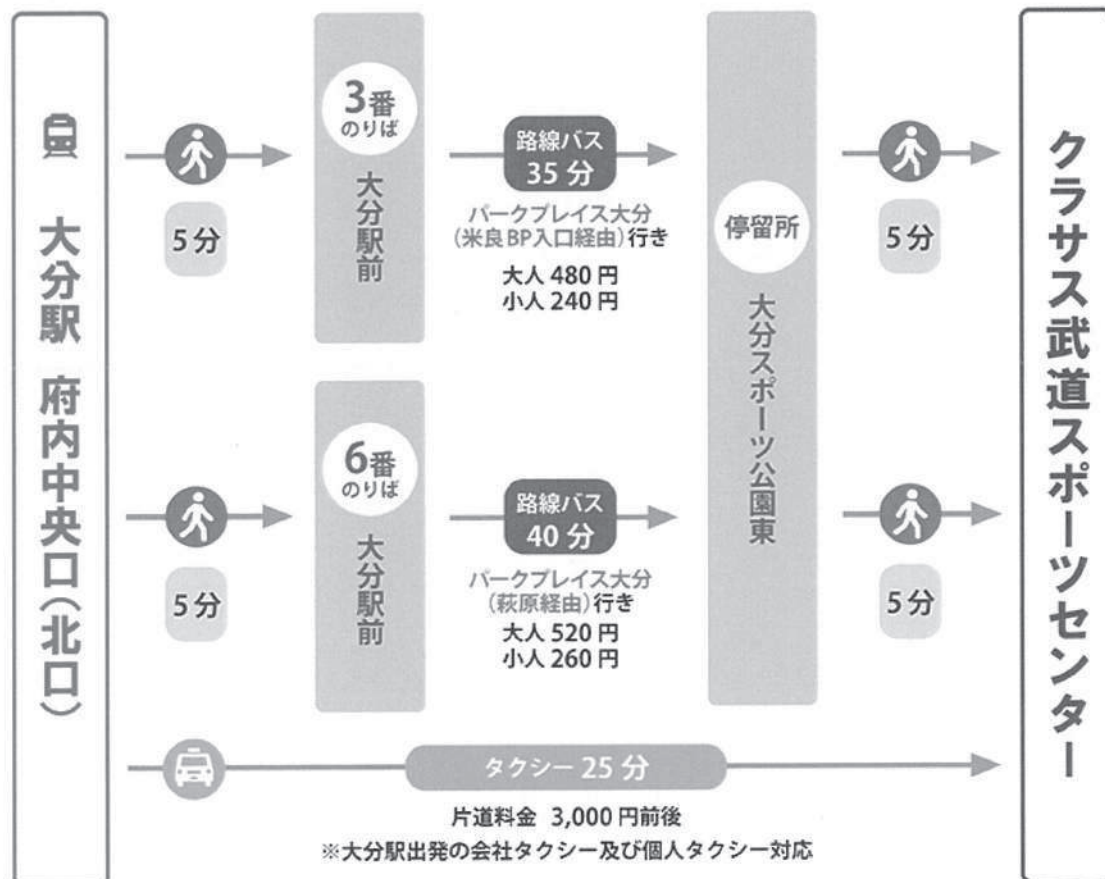 大分駅 府内中央口(北口)
5分
3番
のりば
大分駅前
路線バス
35分
パークプレイス大分
(米良BP入口経由)行き
大人 480円
小人 240円
5分
6番
のりば
大分駅前
路線バス
40分
パークプレイス大分
(萩原経由)行き
大人 520円
小人 260円
停留所
大分スポーツ公園東
5分
5分
タクシー 25分
片道料金 3,000円前後
※大分駅出発の会社タクシー及び個人タクシー対応
クラサス武道スポーツセンター